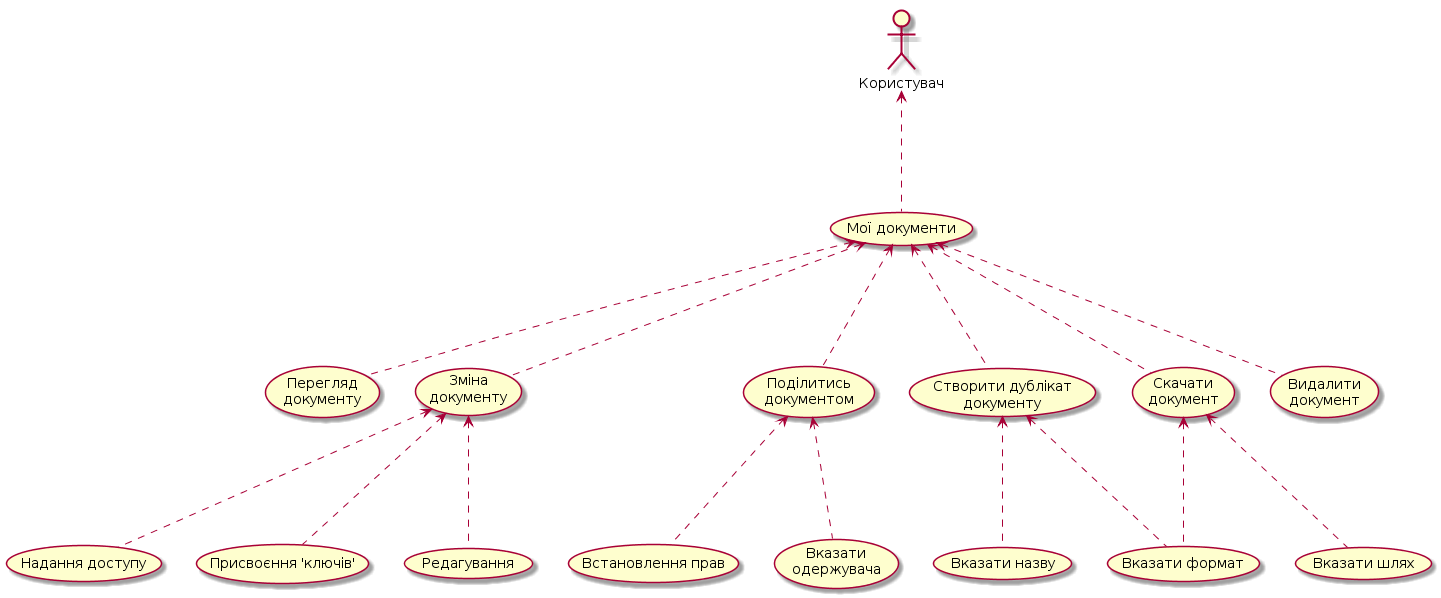 Користувач
Мої документи
Перегляд
документу
Зміна
документу
Поділитись
документом
Створити дублікат
документу
Скачати
документ
Видалити
документ
Надання доступу
Присвоєння 'ключів'
Редагування
Встановлення прав
Вказати
одержувача
Вказати назву
Вказати формат
Вказати шлях